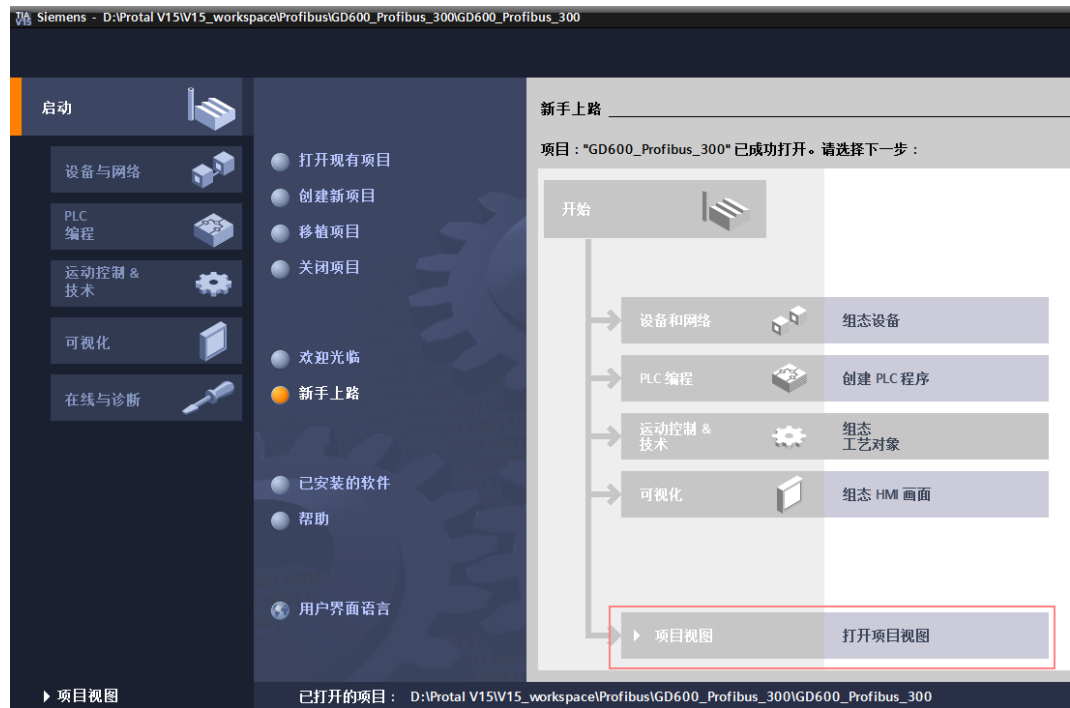 Siemens - D:\Protal V15\V15_workspace\Profibus\GD600_Profibus_300\GD600_Profibus_300
启动
设备与网络
PLC
编程
运动控制 &
技术
可视化
在线与诊断
项目视图
打开现有项目
创建新项目
移植项目
关闭项目
欢迎光临
新手上路
已安装的软件
帮助
用户界面语言
新手上路
项目："GD600_Profibus_300" 已成功打开。请选择下一步：
开始
设备和网络 组态设备
PLC 编程 创建 PLC 程序
运动控制 & 组态
技术 工艺对象
可视化 组态 HMI 画面
项目视图 打开项目视图
已打开的项目： D:\Protal V15\V15_workspace\Profibus\GD600_Profibus_300\GD600_Profibus_300